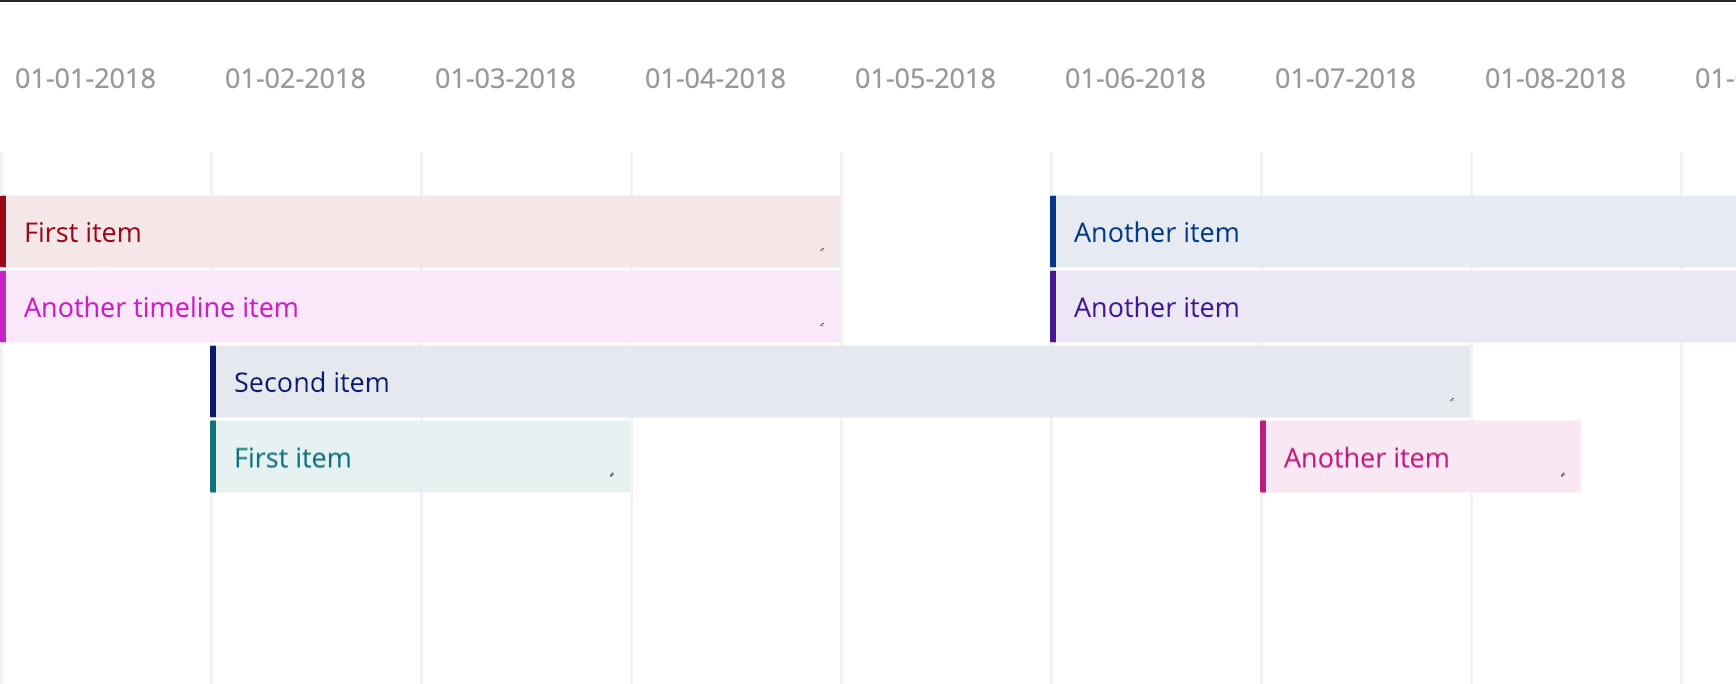 01-01-2018 01-02-2018 01-03-2018 01-04-2018 01-05-2018 01-06-2018 01-07-2018 01-08-2018 01-
First item Another item
Another timeline item Another item
Second item
First item Another item